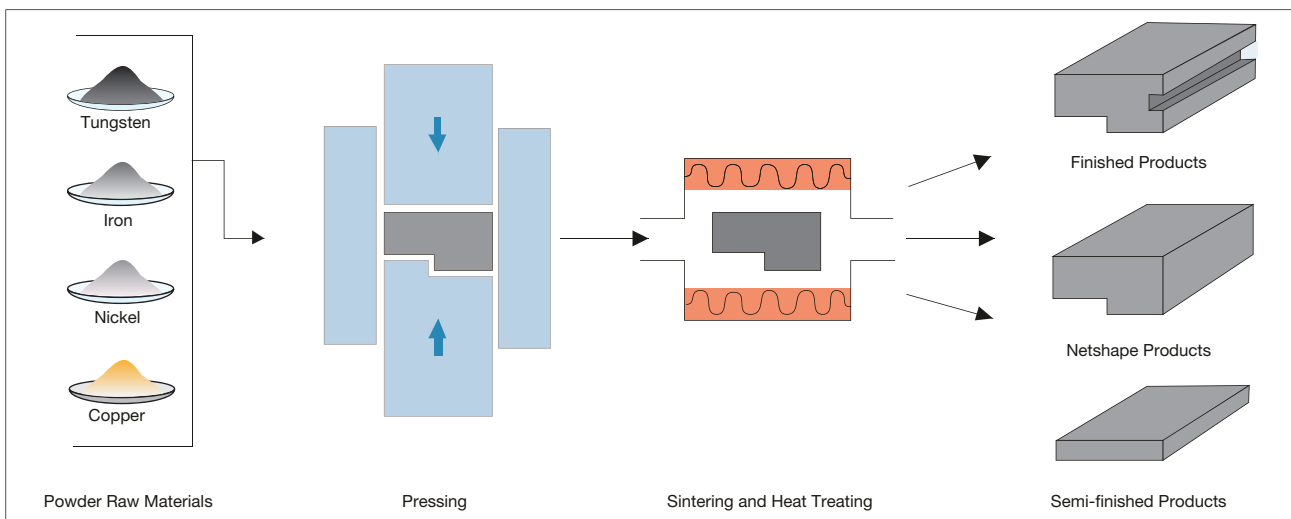 Tungsten
Iron
Nickel
Copper
Powder Raw Materials
Pressing
Sintering and Heat Treating
Finished Products
Netshape Products
Semi-finished Products